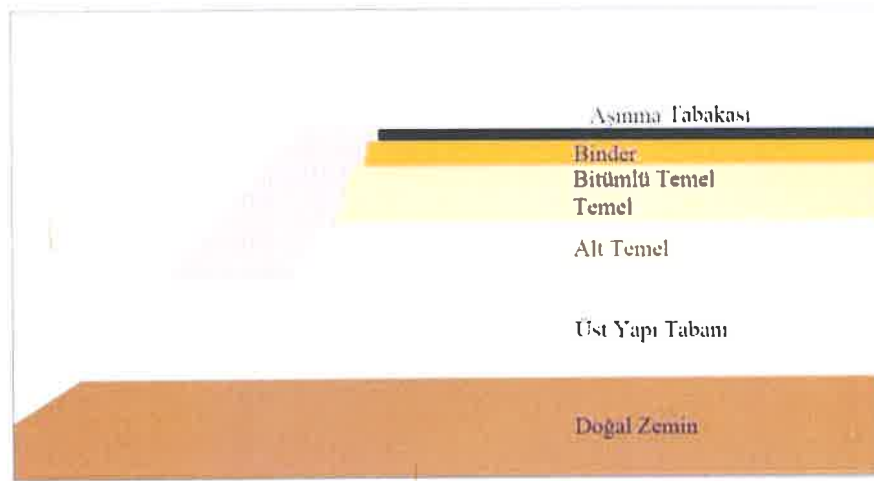 Aşınma Tabakası
Binder
Bitümlü Temel
Temel
Alt Temel
Üst Yapı Tabanı
Doğal Zemin